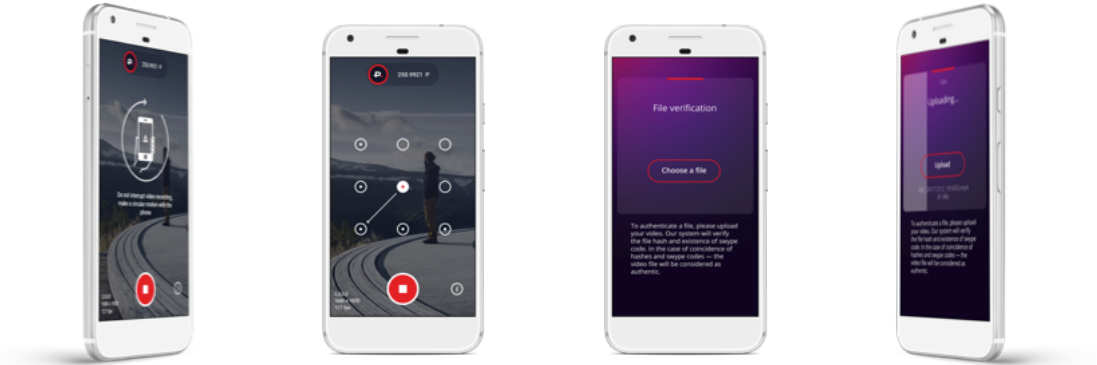 250.9921 ₽
Do not interrupt video recording,
make a circular motion with the
phone
250.9921 ₽
File verification
Choose a file
To authenticate a file, please upload
your video. Our system will verify
the file hash and existence of swype
code. In the case of coincidence of
hashes and swype codes — the
video file will be considered as
authentic.
Uploading...
Upload
To authenticate a file, please upload
your video. Our system will verify
the file hash and existence of swype
code. In the case of coincidence of
hashes and swype codes — the
video file will be considered as
authentic.